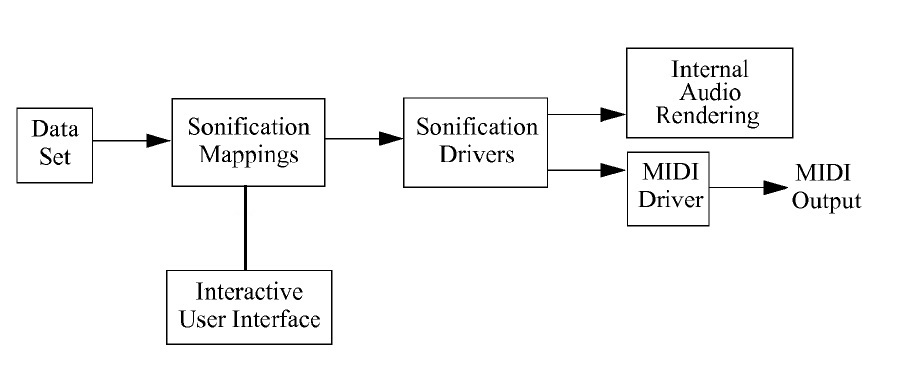 Data
Set
Sonification
Mappings
Sonification
Drivers
Internal
Audio
Rendering
MIDI
Driver
MIDI
Output
Interactive
User Interface